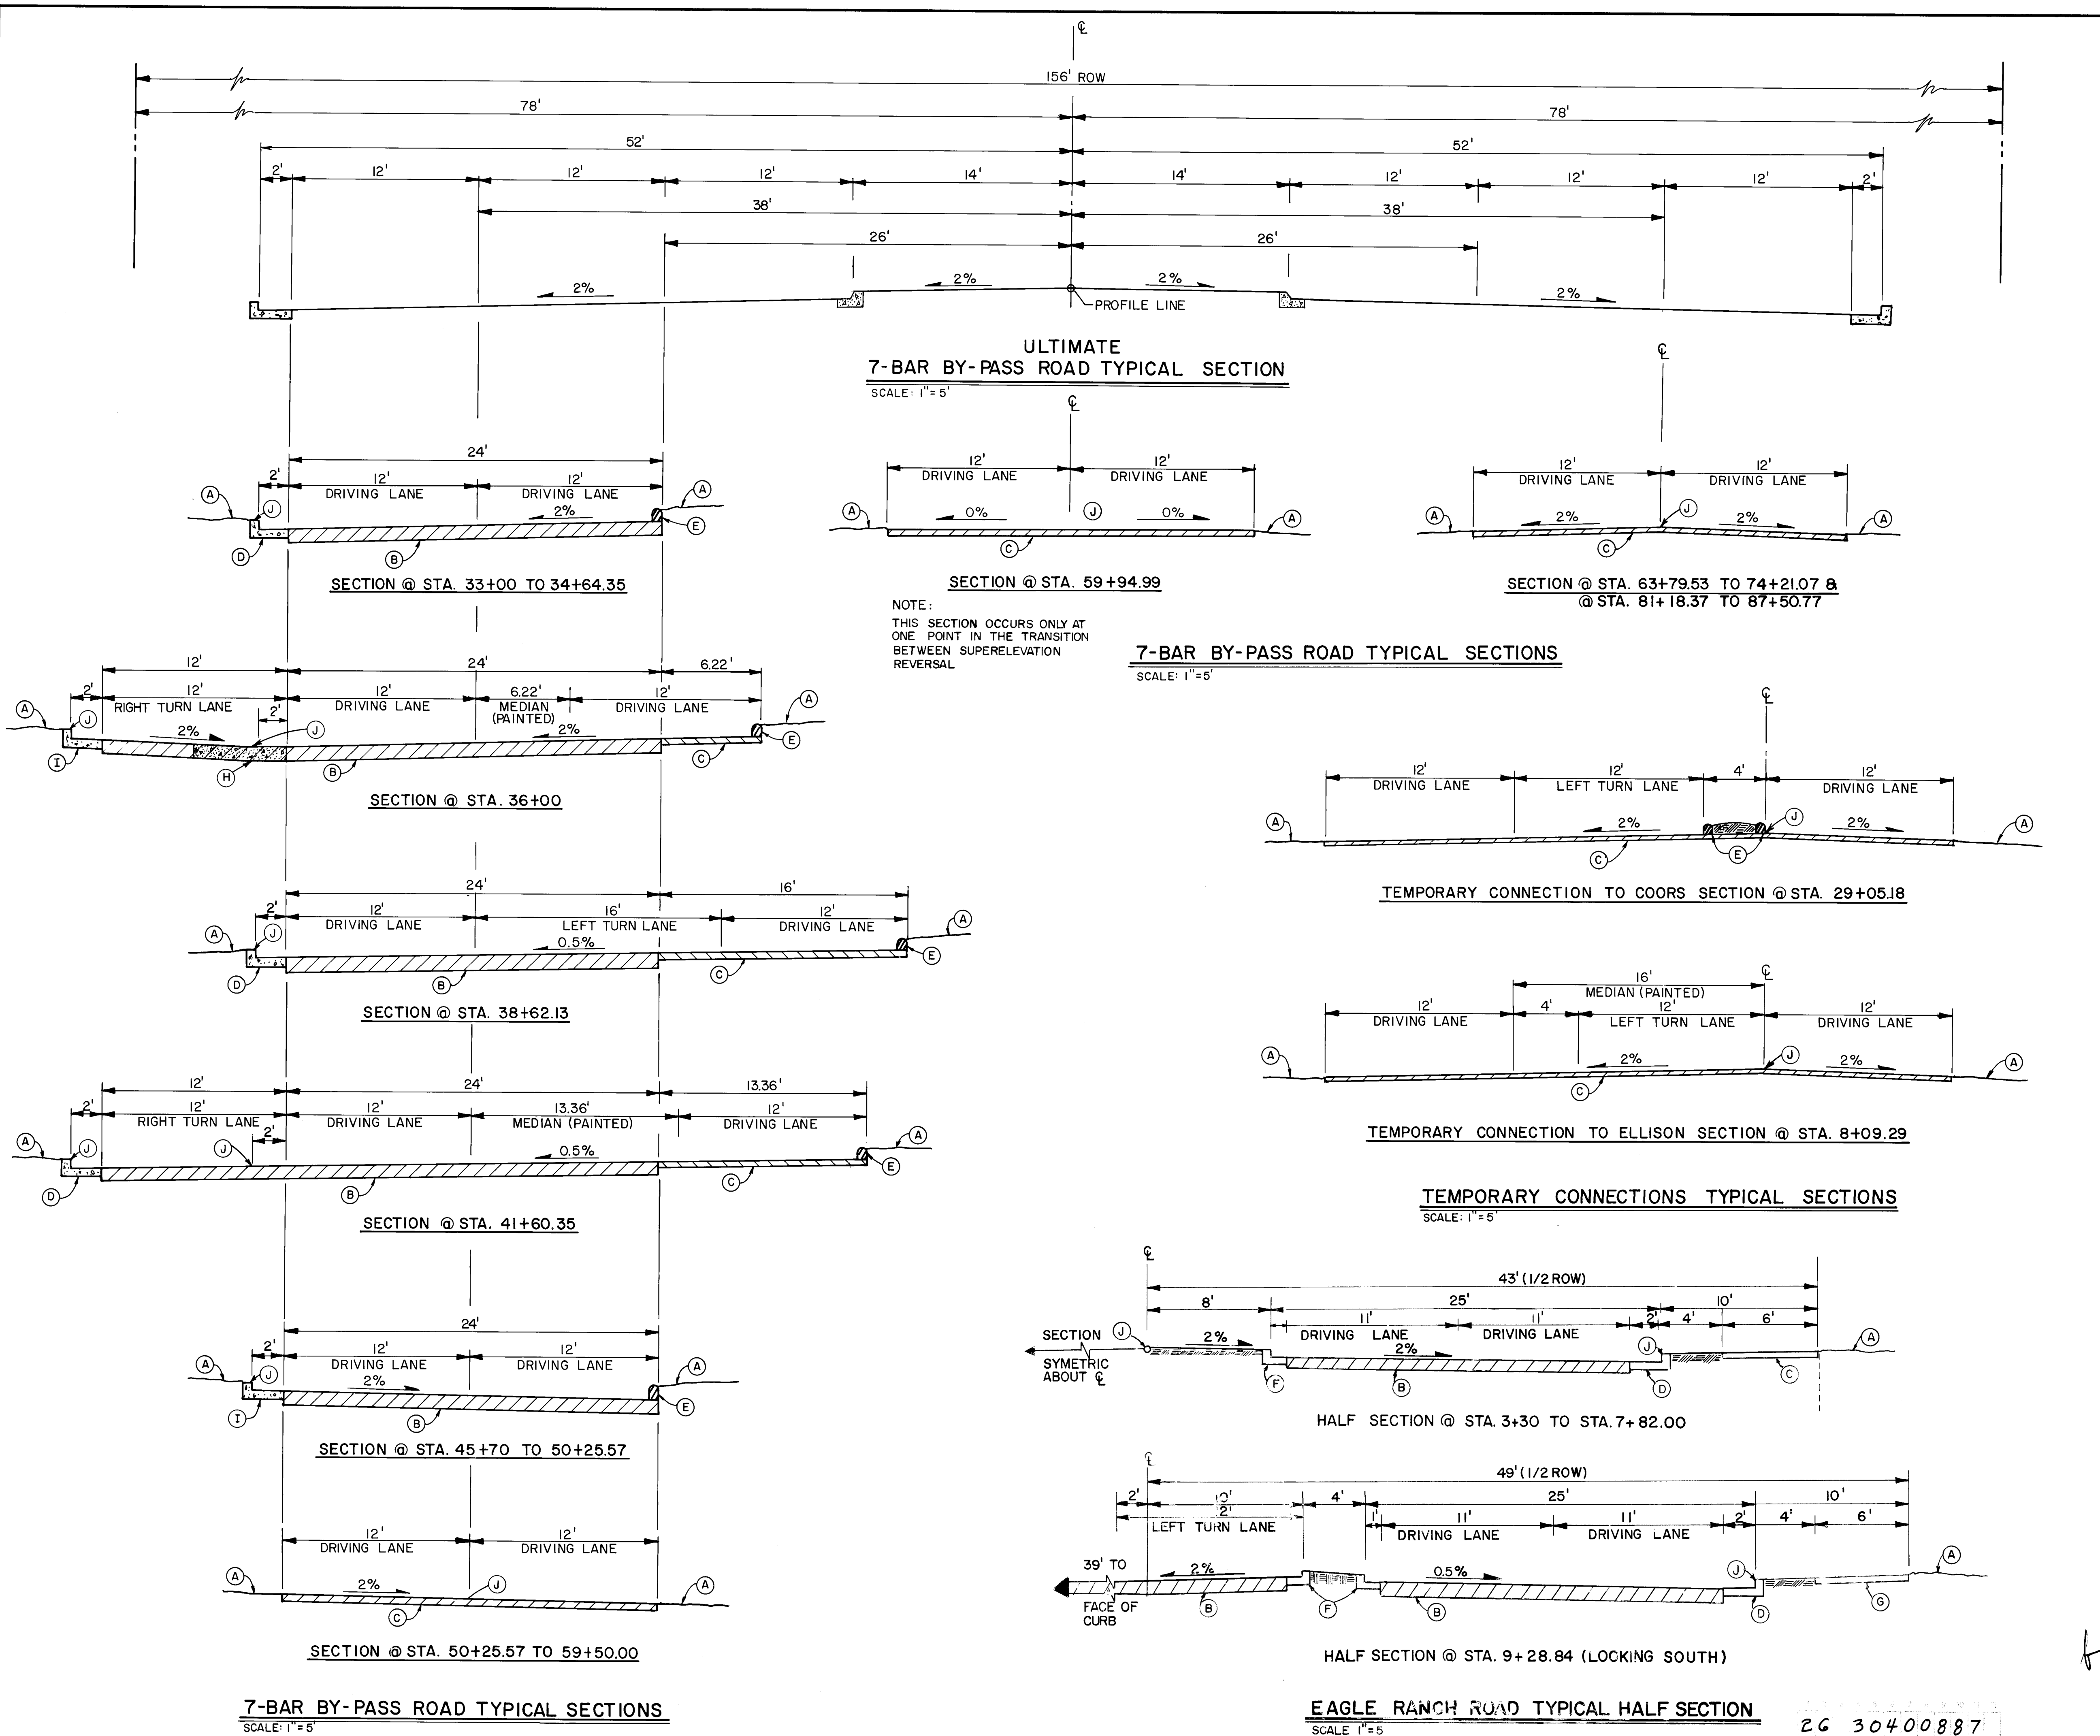 ℄
156' ROW
78' 78'
52' 52'
2' 12' 12' 12' 14' 14' 12' 12' 12' 2'
38' 38'
26' 26'
2% 2% 2% 2%
PROFILE LINE
ULTIMATE
7-BAR BY-PASS ROAD TYPICAL SECTION
SCALE: 1"=5'
24'
2' 12' 12'
DRIVING LANE DRIVING LANE
A J 2% A
D B E
SECTION @ STA. 33+00 TO 34+64.35
℄
12' 12'
DRIVING LANE DRIVING LANE
A 0% J 0% A
C
SECTION @ STA. 59+94.99
NOTE:
THIS SECTION OCCURS ONLY AT
ONE POINT IN THE TRANSITION
BETWEEN SUPERELEVATION
REVERSAL
℄
12' 12'
DRIVING LANE DRIVING LANE
A 2% J 2% A
C
SECTION @ STA. 63+79.53 TO 74+21.07 &
@ STA. 81+18.37 TO 87+50.77
7-BAR BY-PASS ROAD TYPICAL SECTIONS
SCALE: 1"=5'
12' 24' 6.22'
2' 12' 12' 6.22' 12'
RIGHT TURN LANE DRIVING LANE MEDIAN DRIVING LANE
(PAINTED)
2'
A J 2% J 2% A
I H B C E
SECTION @ STA. 36+00
24' 16'
2' 12' 16' 12'
DRIVING LANE LEFT TURN LANE DRIVING LANE
A J 0.5% A
D B C E
SECTION @ STA. 38+62.13
12' 24' 13.36'
2' 12' 12' 13.36' 12'
RIGHT TURN LANE DRIVING LANE MEDIAN (PAINTED) DRIVING LANE
2'
A J J 0.5% A
D B C E
SECTION @ STA. 41+60.35
24'
2' 12' 12'
DRIVING LANE DRIVING LANE
A J 2% A
I B E
SECTION @ STA. 45+70 TO 50+25.57
12' 12'
DRIVING LANE DRIVING LANE
A 2% J A
C
SECTION @ STA. 50+25.57 TO 59+50.00
7-BAR BY-PASS ROAD TYPICAL SECTIONS
SCALE: 1"=5'
℄
12' 12' 4' 12'
DRIVING LANE LEFT TURN LANE DRIVING LANE
A 2% J 2% A
C E
TEMPORARY CONNECTION TO COORS SECTION @ STA. 29+05.18
℄
16'
MEDIAN (PAINTED)
12' 4' 12' 12'
DRIVING LANE LEFT TURN LANE DRIVING LANE
A 2% J 2% A
C
TEMPORARY CONNECTION TO ELLISON SECTION @ STA. 8+09.29
TEMPORARY CONNECTIONS TYPICAL SECTIONS
SCALE: 1"=5'
℄
43' (1/2 ROW)
8' 25' 10'
11' 11' 2' 4' 6'
DRIVING LANE DRIVING LANE
SECTION J 2% 2% J A
SYMETRIC
ABOUT ℄
F B D C
HALF SECTION @ STA. 3+30 TO STA. 7+82.00
℄
49' (1/2 ROW)
2' 10' 4' 25' 10'
LEFT TURN LANE
1' 11' 11' 2' 4' 6'
DRIVING LANE DRIVING LANE
39' TO 2% 0.5% J A
FACE OF
CURB
B F B D G
HALF SECTION @ STA. 9+28.84 (LOCKING SOUTH)
EAGLE RANCH ROAD TYPICAL HALF SECTION
SCALE 1"=5
26 30400887